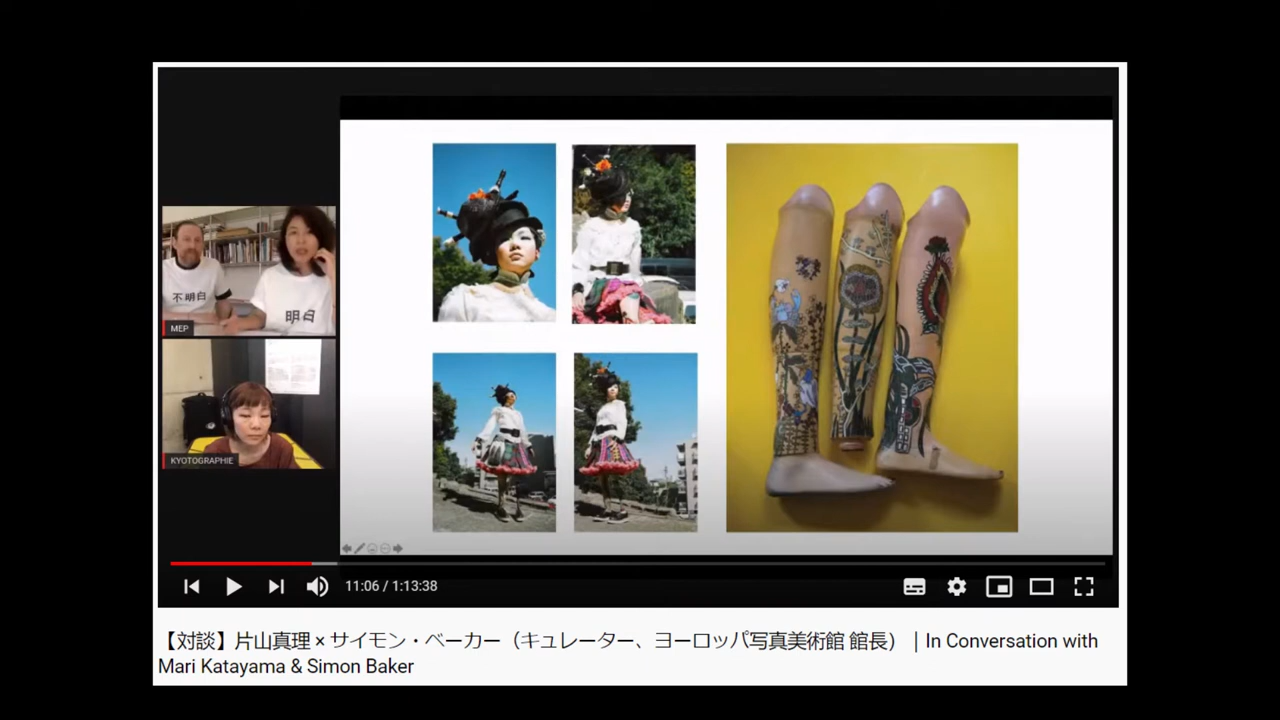 不明白
明白
MEP
KYOTOGRAPHIE
11:06 / 1:13:38
【対談】片山真理 × サイモン・ベーカー（キュレーター、ヨーロッパ写真美術館 館長）｜In Conversation with
Mari Katayama & Simon Baker